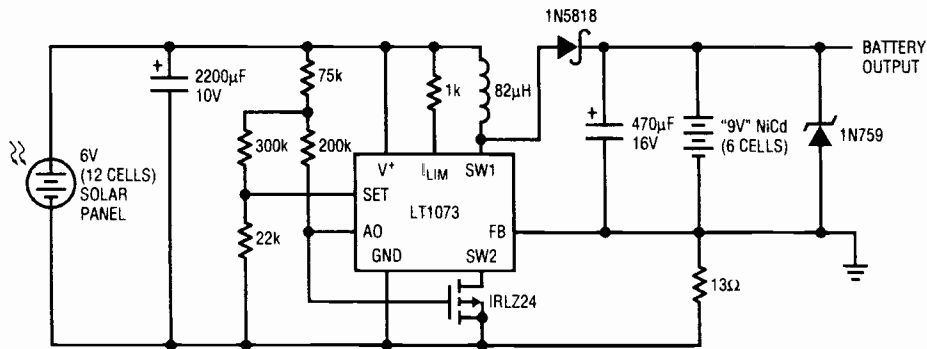 1N5818
BATTERY
OUTPUT
+
2200µF
10V
75k
1k
82µH
300k
200k
+
470µF
16V
"9V" NiCd
(6 CELLS)
1N759
6V
(12 CELLS)
SOLAR
PANEL
V+
ILIM
SW1
SET
LT1073
22k
AO
FB
GND
SW2
IRLZ24
13Ω